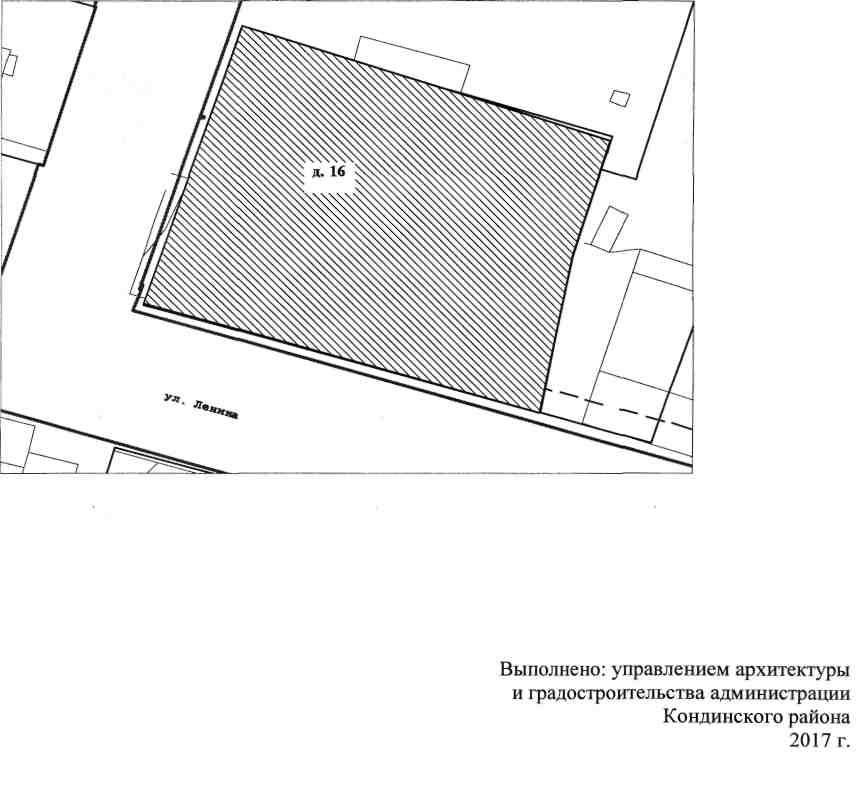 д. 16
ул. Ленина
Выполнено: управлением архитектуры
и градостроительства администрации
Кондинского района
2017 г.